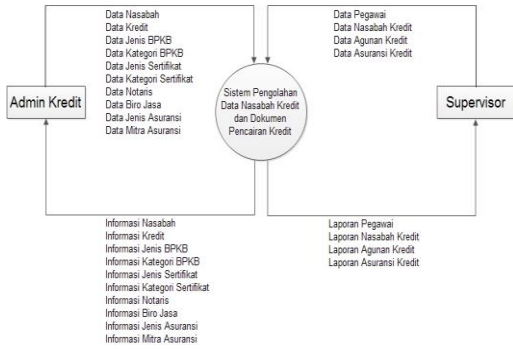 Data Nasabah
Data Kredit
Data Jenis BPKB
Data Kategori BPKB
Data Jenis Sertifikat
Data Kategori Sertifikat
Data Notaris
Data Biro Jasa
Data Jenis Asuransi
Data Mitra Asuransi
Data Pegawai
Data Nasabah Kredit
Data Agunan Kredit
Data Asuransi Kredit
Admin Kredit
Sistem Pengolahan
Data Nasabah Kredit
dan Dokumen
Pencairan Kredit
Supervisor
Informasi Nasabah
Informasi Kredit
Informasi Jenis BPKB
Informasi Kategori BPKB
Informasi Jenis Sertifikat
Informasi Kategori Sertifikat
Informasi Notaris
Informasi Biro Jasa
Informasi Jenis Asuransi
Informasi Mitra Asuransi
Laporan Pegawai
Laporan Nasabah Kredit
Laporan Agunan Kredit
Laporan Asuransi Kredit